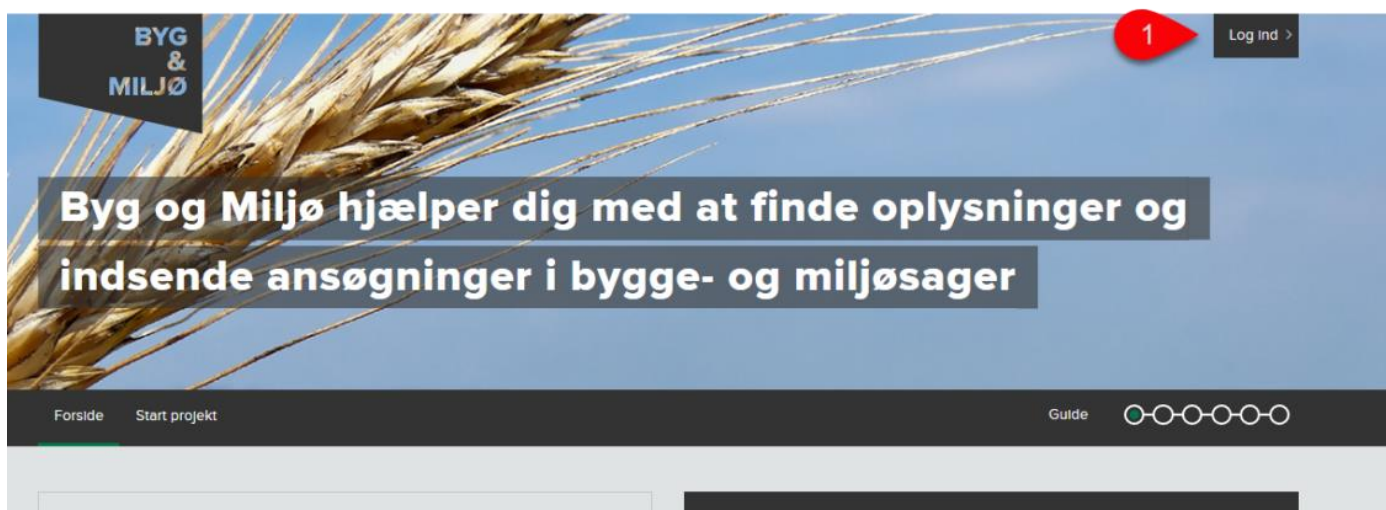 BYG
&
MILJØ
1
Log ind >
Byg og Miljø hjælper dig med at finde oplysninger og
indsende ansøgninger i bygge- og miljøsager
Forside Start projekt Guide